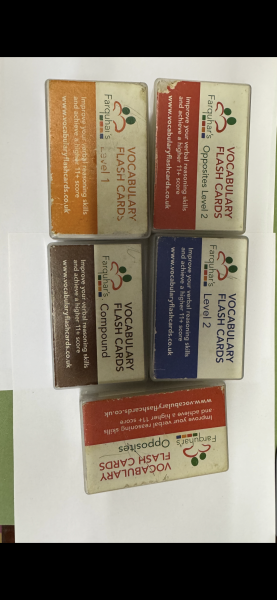 VOCABULARY
FLASH CARDS
Level 1
Farquhar's
Improve your verbal reasoning skills
and achieve a higher 11+ score
www.vocabularyflashcards.co.uk
VOCABULARY
FLASH CARDS
Opposites Level 2
Farquhar's
Improve your verbal reasoning skills
and achieve a higher 11+ score
www.vocabularyflashcards.co.uk
VOCABULARY
FLASH CARDS
Compound
Farquhar's
Improve your verbal reasoning skills
and achieve a higher 11+ score
www.vocabularyflashcards.co.uk
VOCABULARY
FLASH CARDS
Level 2
Farquhar's
Improve your verbal reasoning skills
and achieve a higher 11+ score
www.vocabularyflashcards.co.uk
VOCABULARY
FLASH CARDS
Opposites
Farquhar's
Improve your verbal reasoning skills
and achieve a higher 11+ score
www.vocabularyflashcards.co.uk